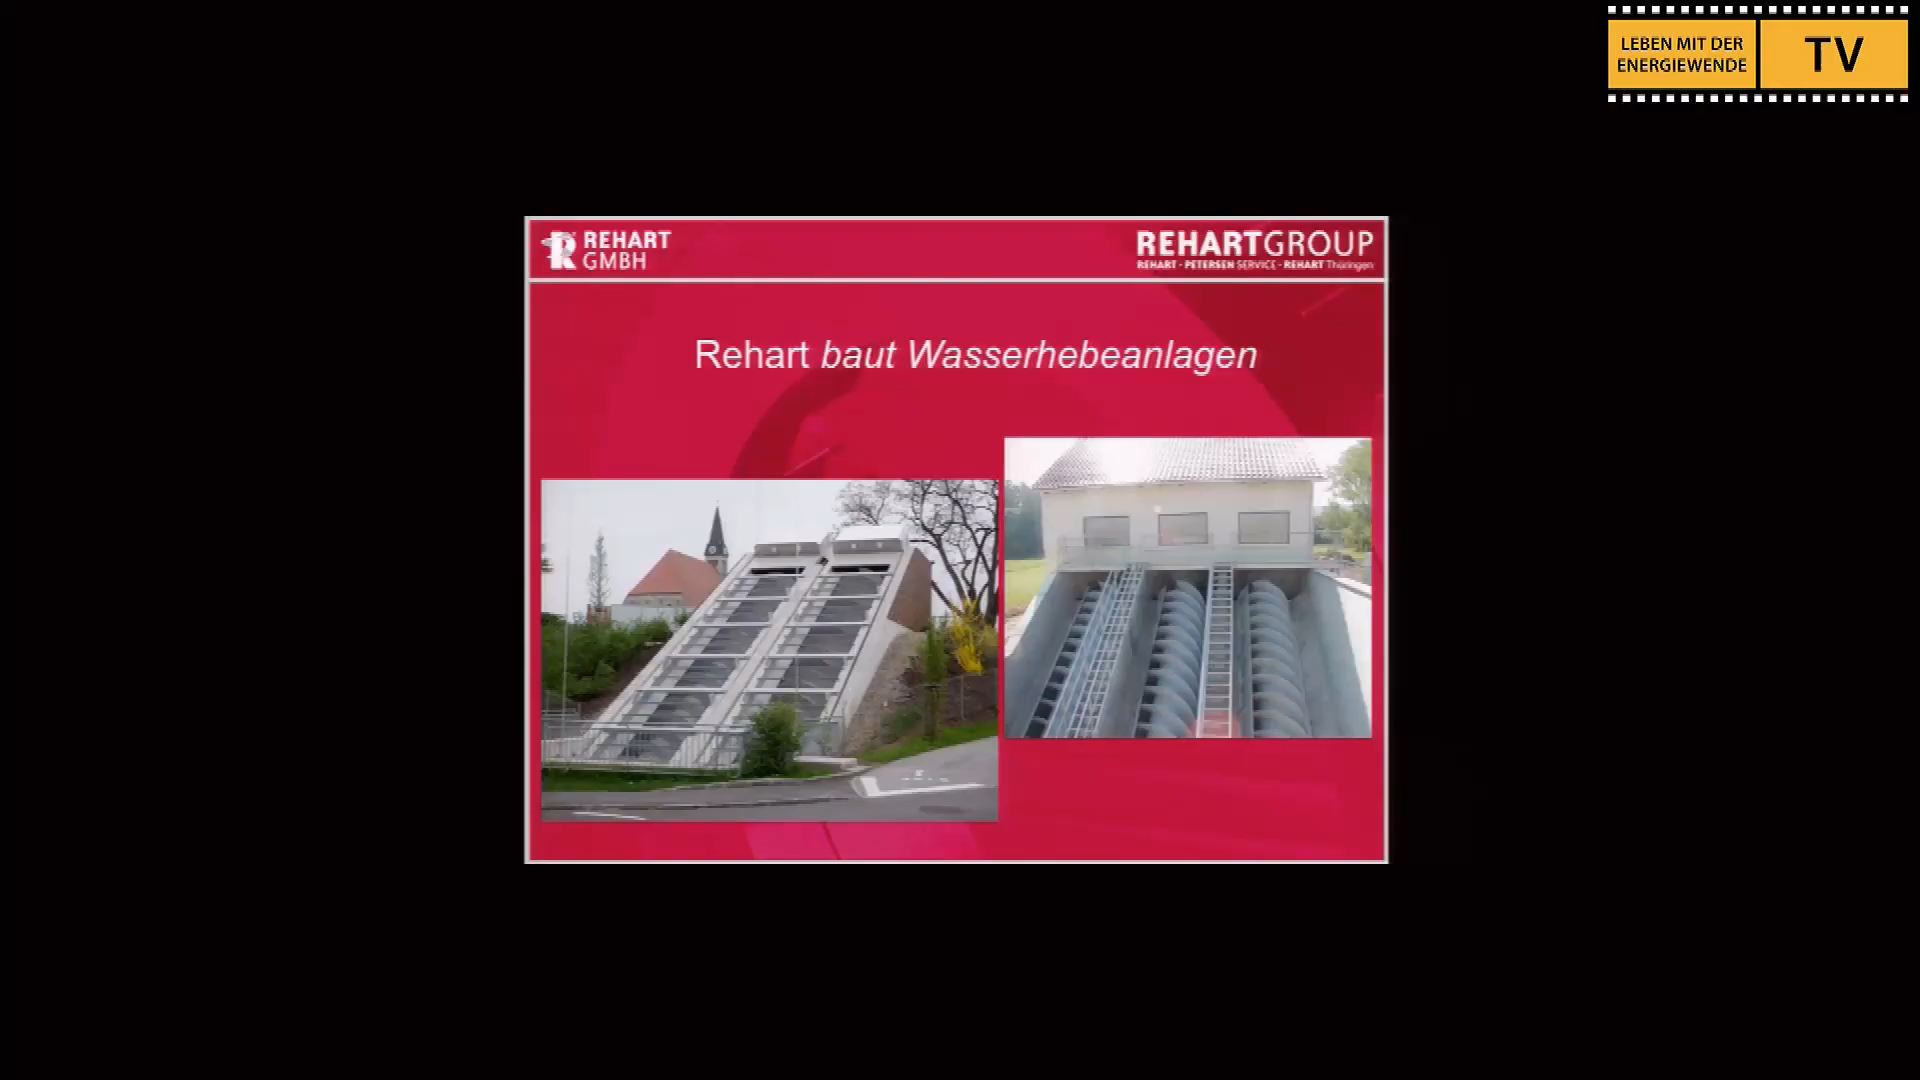 LEBEN MIT DER
ENERGIEWENDE
TV
REHART
GMBH
REHARTGROUP
REHART · PETERSEN SERVICE · REHART Thüringen
Rehart baut Wasserhebeanlagen